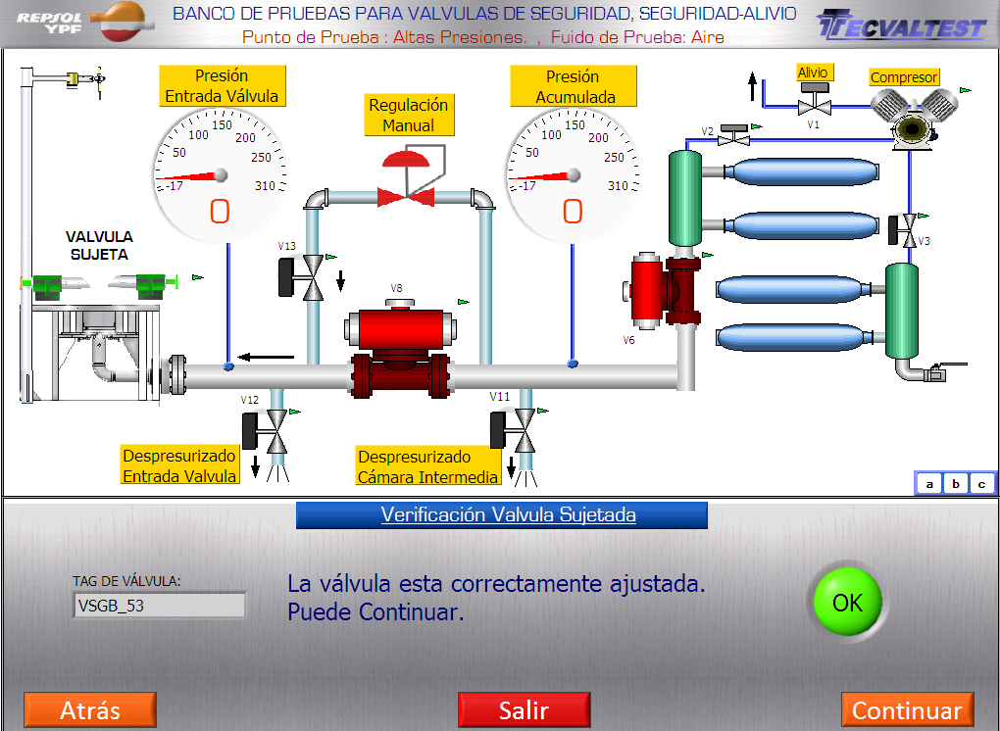 REPSOL
YPF
BANCO DE PRUEBAS PARA VALVULAS DE SEGURIDAD, SEGURIDAD-ALIVIO
Punto de Prueba : Altas Presiones. , Fuido de Prueba: Aire
TECVALTEST
Presión
Entrada Válvula
Regulación
Manual
Presión
Acumulada
Alivio
Compresor
V1
V2
V3
-17 50 100 150 200 250 310
0
-17 50 100 150 200 250 310
0
VALVULA
SUJETA
V13
V8
V6
V12
V11
Despresurizado
Entrada Valvula
Despresurizado
Cámara Intermedia
a b c
Verificación Valvula Sujetada
TAG DE VÁLVULA:
VSGB_53
La válvula esta correctamente ajustada.
Puede Continuar.
OK
Atrás
Salir
Continuar